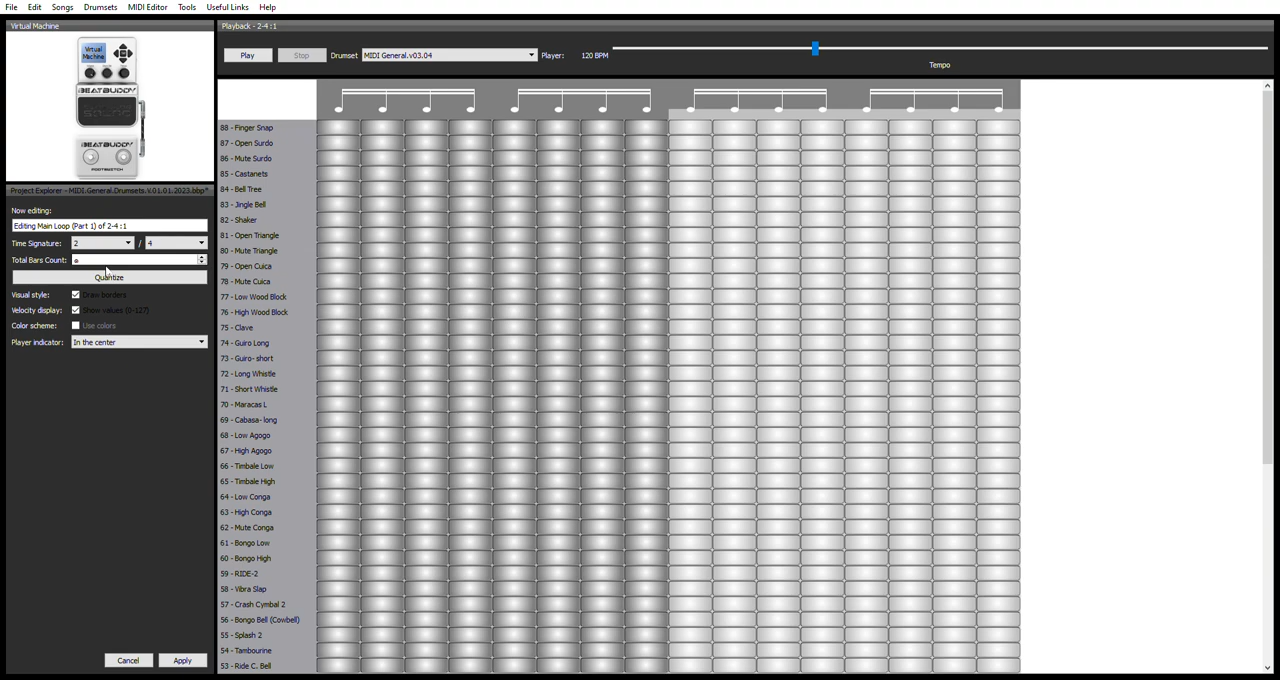 File Edit Songs Drumsets MIDI Editor Tools Useful Links Help
Virtual Machine
Virtual
Machine
BEATBUDDY
BEATBUDDY
FOOTSWITCH
Project Explorer - MIDI.General.Drumsets.V.01.01.2023.bbp*
Now editing:
Editing Main Loop (Part 1) of 2-4 :1
Time Signature: 2 / 4
Total Bars Count:
Quantize
Visual style: Draw borders
Velocity display: Show values (0-127)
Color scheme: Use colors
Player indicator: In the center
Cancel Apply
Playback - 2-4 :1
Play Stop Drumset MIDI General.v03.04 Player: 120 BPM
Tempo
88 - Finger Snap
87 - Open Surdo
86 - Mute Surdo
85 - Castanets
84 - Bell Tree
83 - Jingle Bell
82 - Shaker
81 - Open Triangle
80 - Mute Triangle
79 - Open Cuica
78 - Mute Cuica
77 - Low Wood Block
76 - High Wood Block
75 - Clave
74 - Guiro Long
73 - Guiro- short
72 - Long Whistle
71 - Short Whistle
70 - Maracas L
69 - Cabasa- long
68 - Low Agogo
67 - High Agogo
66 - Timbale Low
65 - Timbale High
64 - Low Conga
63 - High Conga
62 - Mute Conga
61 - Bongo Low
60 - Bongo High
59 - RIDE-2
58 - Vibra Slap
57 - Crash Cymbal 2
56 - Bongo Bell (Cowbell)
55 - Splash 2
54 - Tambourine
53 - Ride C. Bell